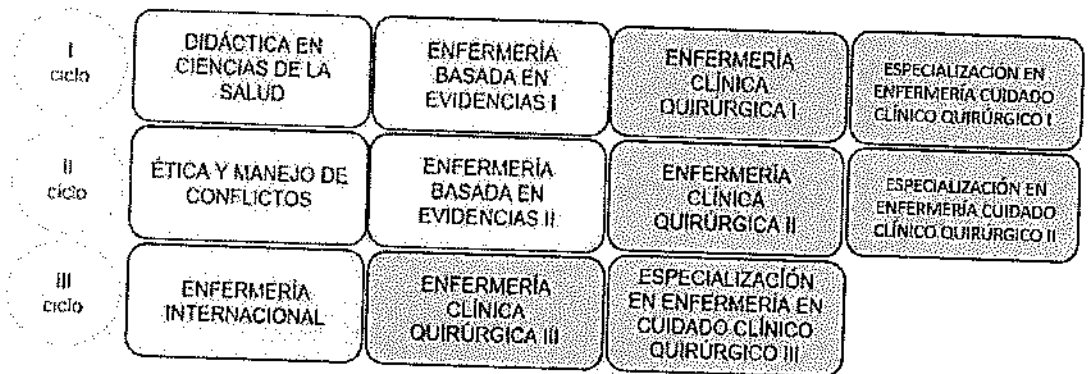 I
ciclo
DIDÁCTICA EN
CIENCIAS DE LA
SALUD
ENFERMERÍA
BASADA EN
EVIDENCIAS I
ENFERMERÍA
CLÍNICA
QUIRÚRGICA I
ESPECIALIZACIÓN EN
ENFERMERÍA CUIDADO
CLÍNICO QUIRÚRGICO I
II
ciclo
ÉTICA Y MANEJO DE
CONFLICTOS
ENFERMERÍA
BASADA EN
EVIDENCIAS II
ENFERMERÍA
CLÍNICA
QUIRÚRGICA II
ESPECIALIZACIÓN EN
ENFERMERÍA CUIDADO
CLÍNICO QUIRÚRGICO II
III
ciclo
ENFERMERÍA
INTERNACIONAL
ENFERMERÍA
CLÍNICA
QUIRÚRGICA III
ESPECIALIZACIÓN
EN ENFERMERÍA EN
CUIDADO CLÍNICO
QUIRÚRGICO III